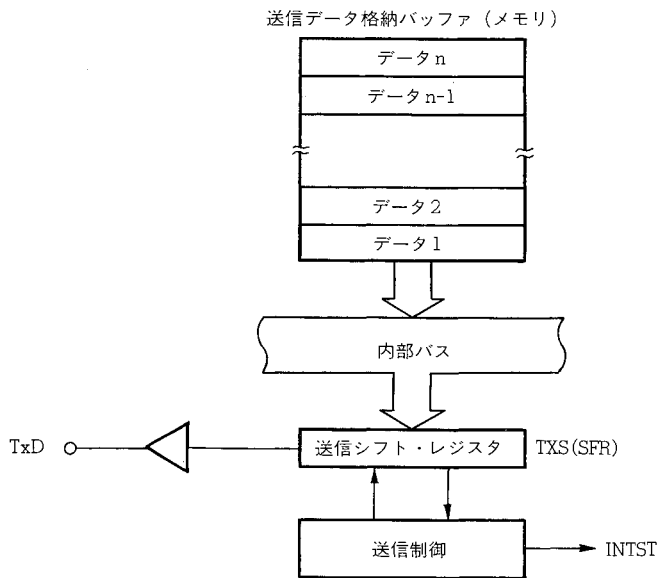 送信データ格納バッファ（メモリ）
データn
データn-1
データ2
データ1
内部バス
TxD
送信シフト・レジスタ
TXS(SFR)
送信制御
INTST